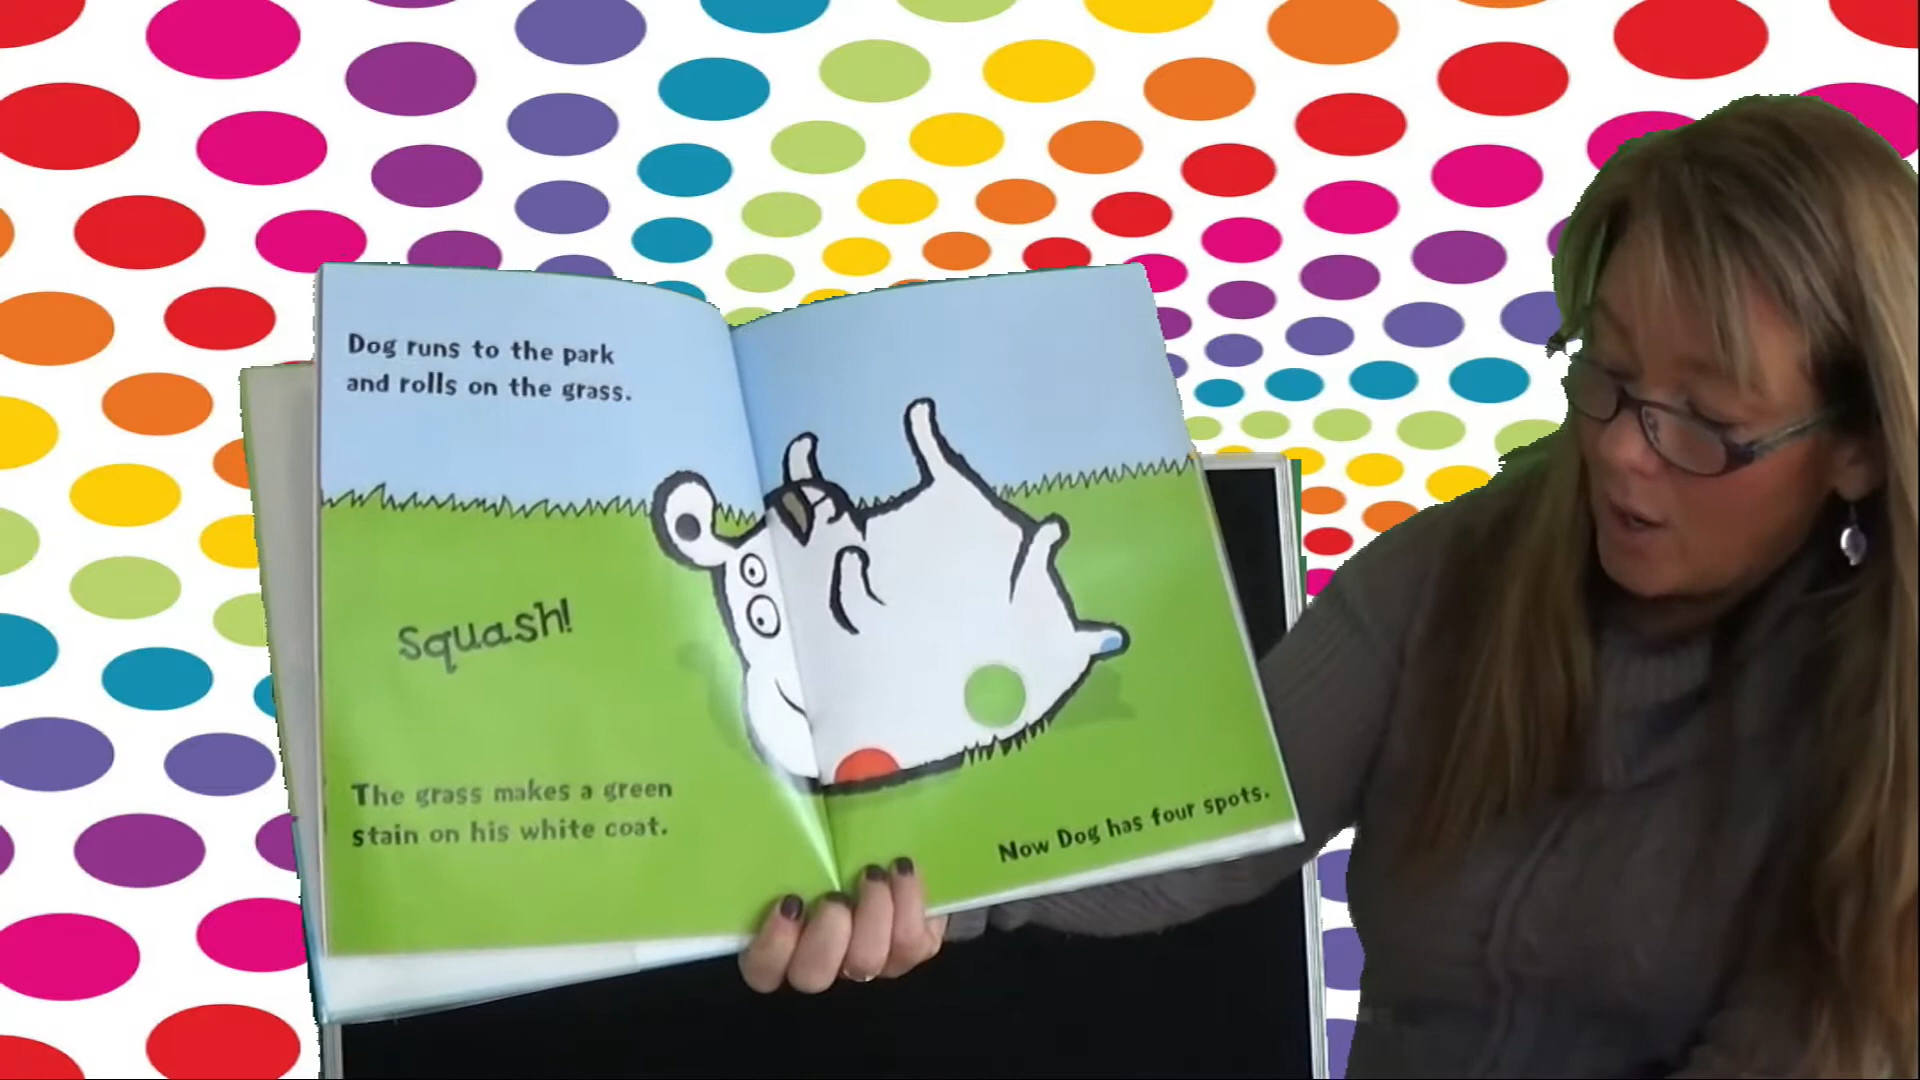 Dog runs to the park
and rolls on the grass.
Squash!
The grass makes a green
stain on his white coat.
Now Dog has four spots.